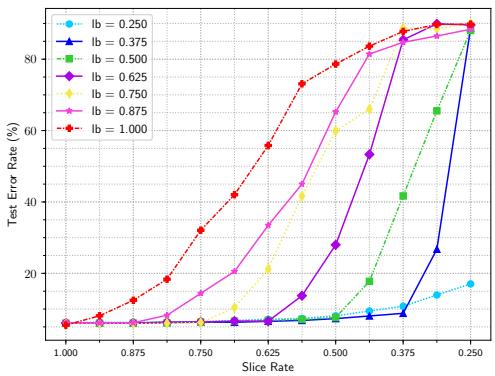 lb = 0.250
lb = 0.375
lb = 0.500
lb = 0.625
lb = 0.750
lb = 0.875
lb = 1.000
80
60
40
20
Test Error Rate (%)
1.000 0.875 0.750 0.625 0.500 0.375 0.250
Slice Rate